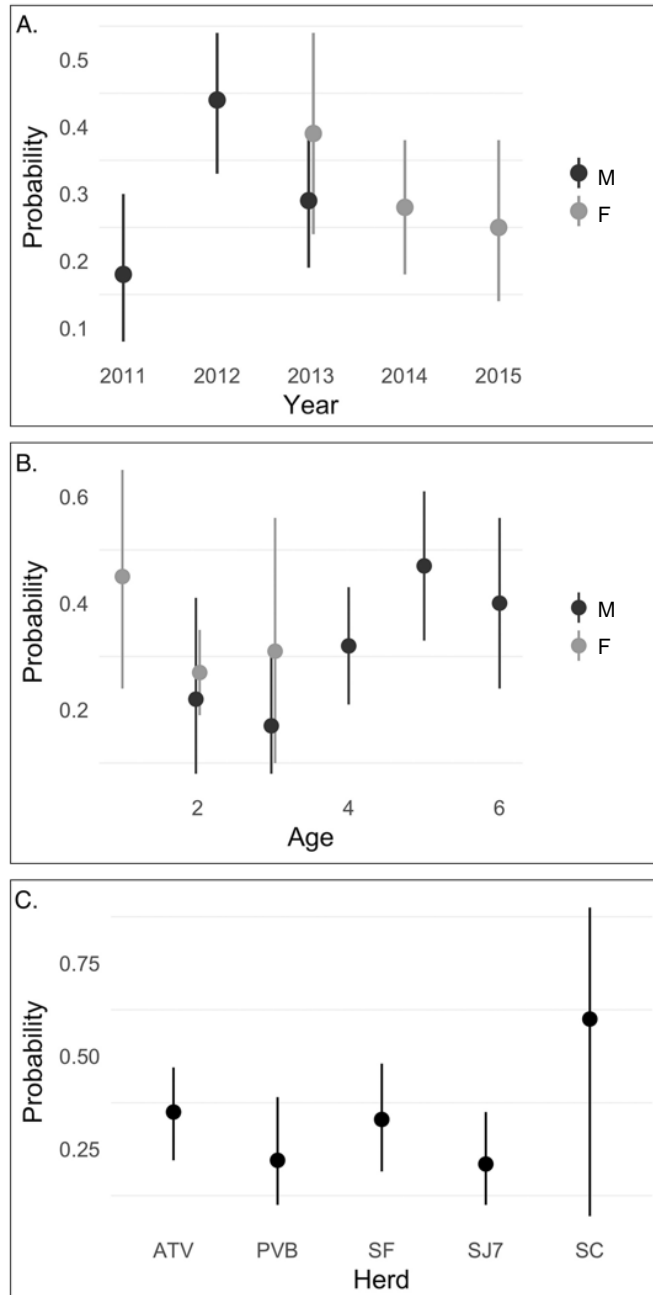 A.
Probability
0.5
0.4
0.3
0.2
0.1
2011 2012 2013 2014 2015
Year
M
F
B.
Probability
0.6
0.4
0.2
2 4 6
Age
M
F
C.
Probability
0.75
0.50
0.25
ATV PVB SF SJ7 SC
Herd